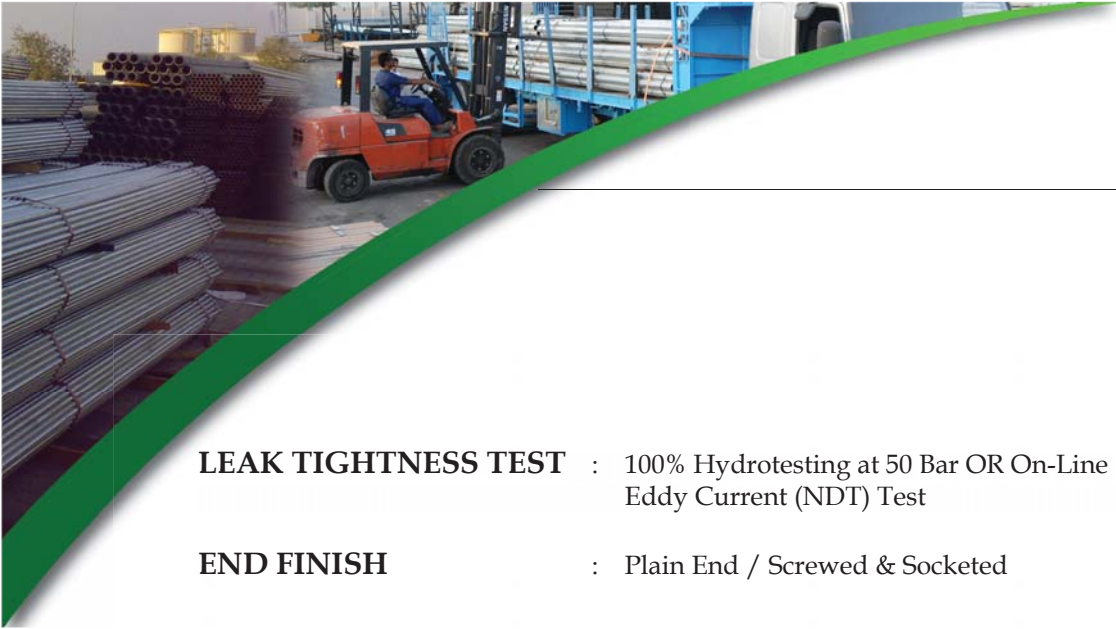 LEAK TIGHTNESS TEST : 100% Hydrotesting at 50 Bar OR On-Line
Eddy Current (NDT) Test
END FINISH : Plain End / Screwed & Socketed